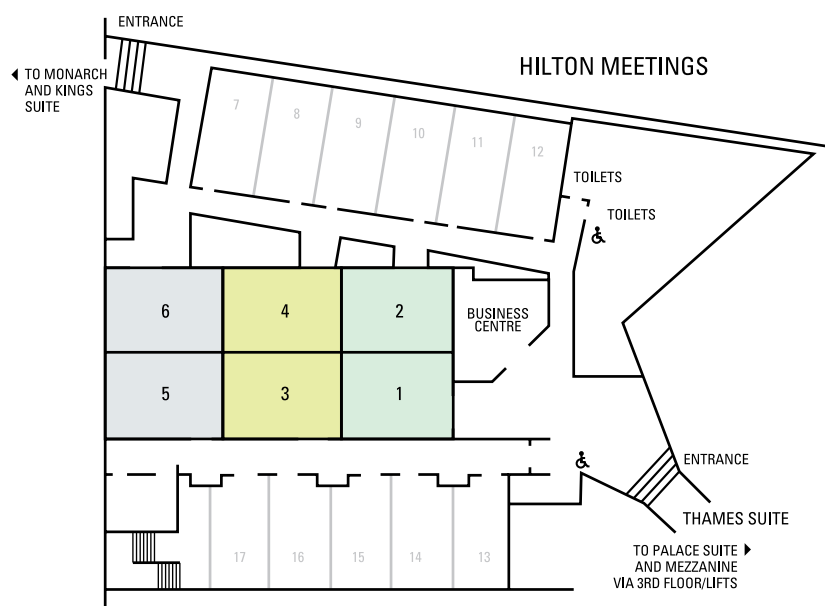 ENTRANCE
HILTON MEETINGS
◀ TO MONARCH
AND KINGS
SUITE
7
8
9
10
11
12
TOILETS
TOILETS
6
4
2
BUSINESS
CENTRE
5
3
1
ENTRANCE
THAMES SUITE
17
16
15
14
13
TO PALACE SUITE ▶
AND MEZZANINE
VIA 3RD FLOOR/LIFTS